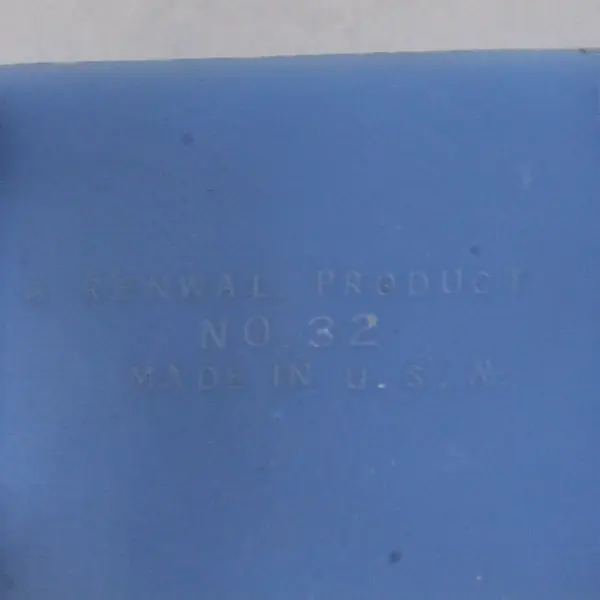 A RENWAL PRODUCT
NO. 32
MADE IN U.S.A.